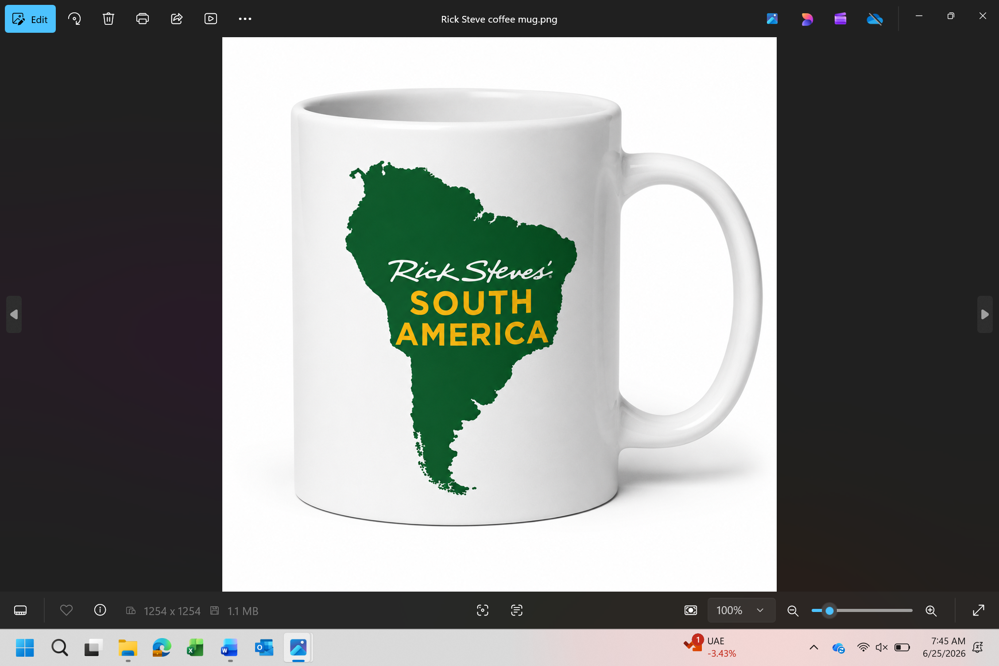 Edit
Rick Steve coffee mug.png
Rick Steves'®
SOUTH
AMERICA
1254 x 1254
1.1 MB
100%
1
UAE
-3.43%
7:45 AM
6/25/2026